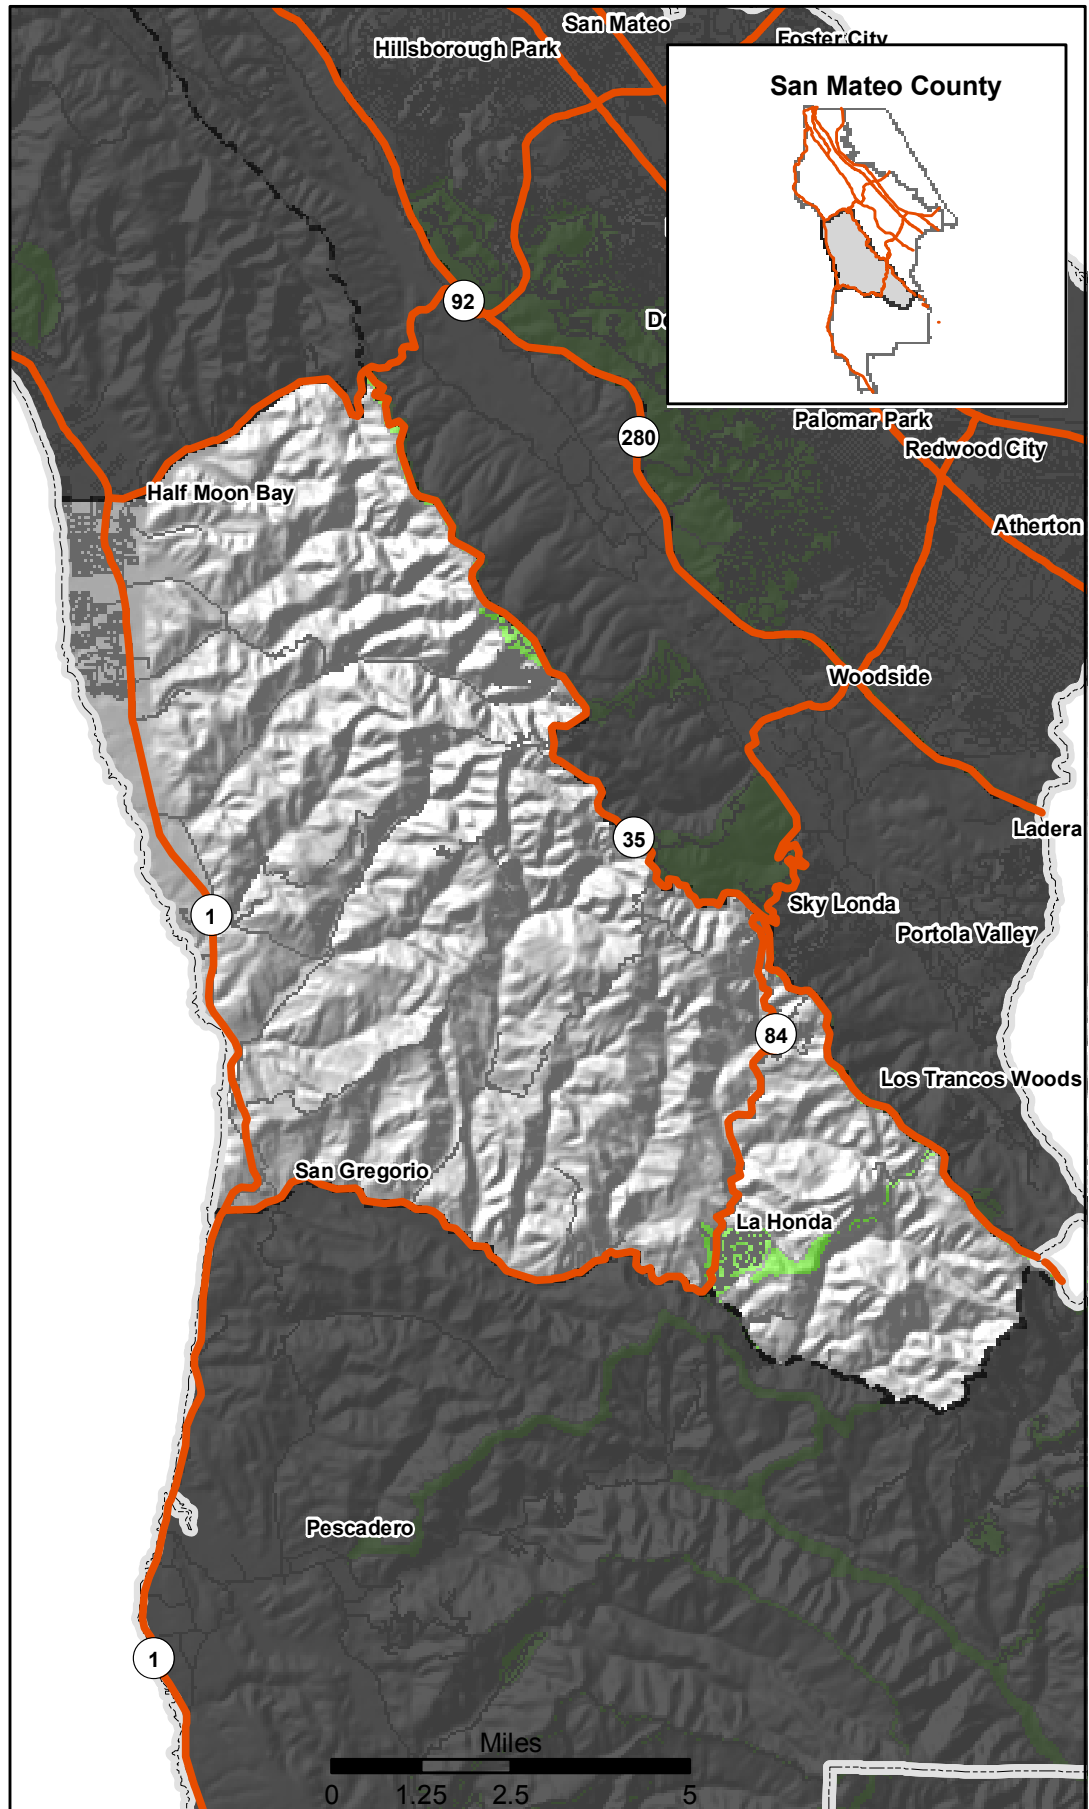 San Mateo
Hillsborough Park
Foster City
San Mateo County
92
280
Palomar Park
Redwood City
Half Moon Bay
Atherton
Woodside
35
Ladera
1
Sky Londa
Portola Valley
84
Los Trancos Woods
San Gregorio
La Honda
Pescadero
1
Miles
0 1.25 2.5 5